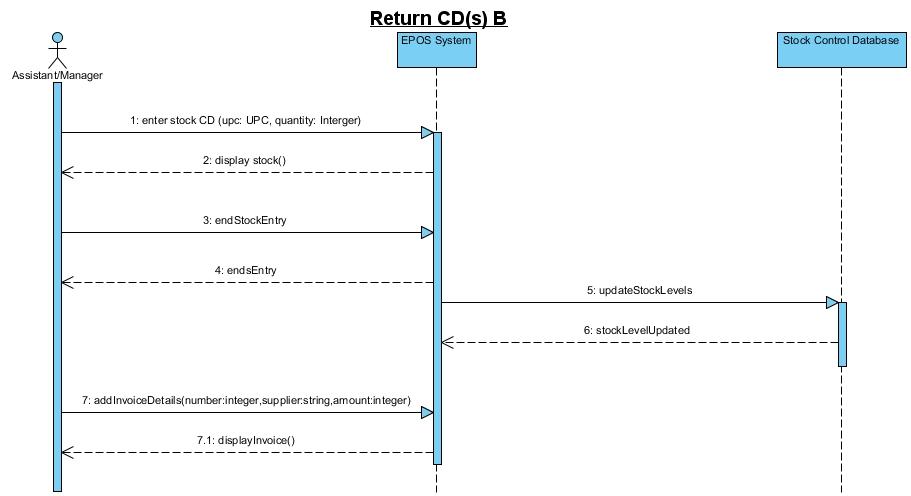 Return CD(s) B
EPOS System
Stock Control Database
Assistant/Manager
1: enter stock CD (upc: UPC, quantity: Interger)
2: display stock()
3: endStockEntry
4: endsEntry
5: updateStockLevels
6: stockLevelUpdated
7: addInvoiceDetails(number:integer,supplier:string,amount:integer)
7.1: displayInvoice()